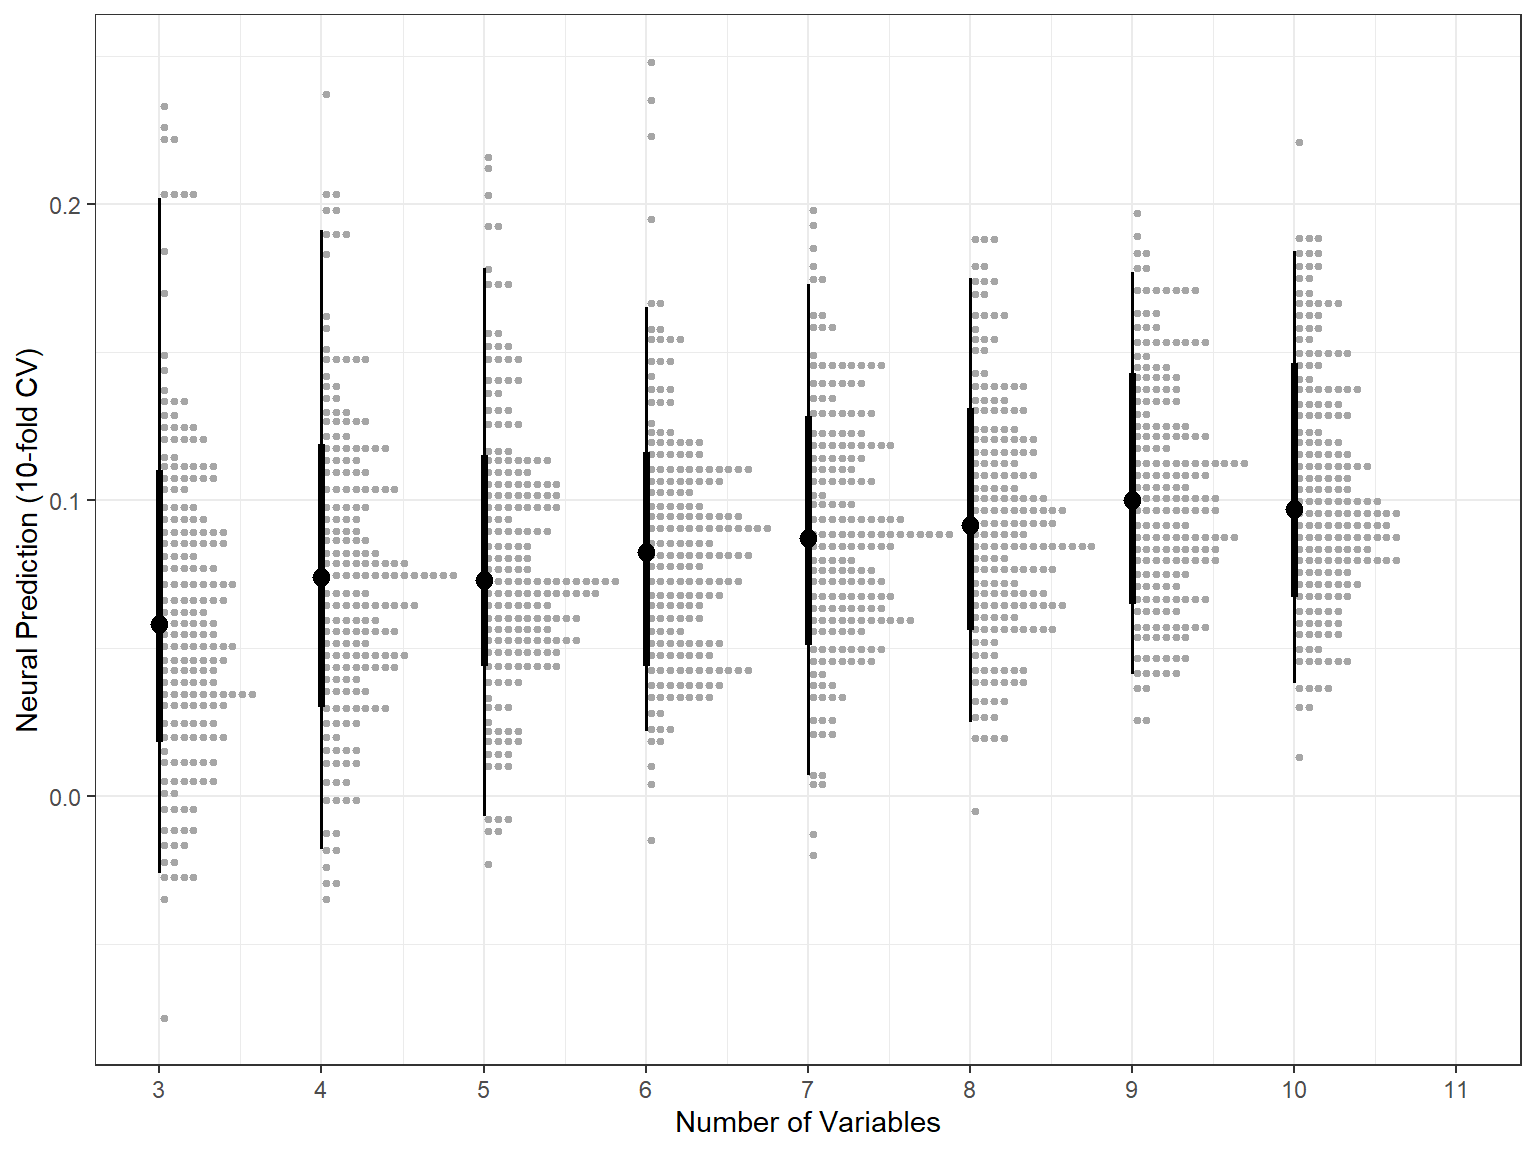 Neural Prediction (10-fold CV)
0.2
0.1
0.0
3 4 5 6 7 8 9 10 11
Number of Variables